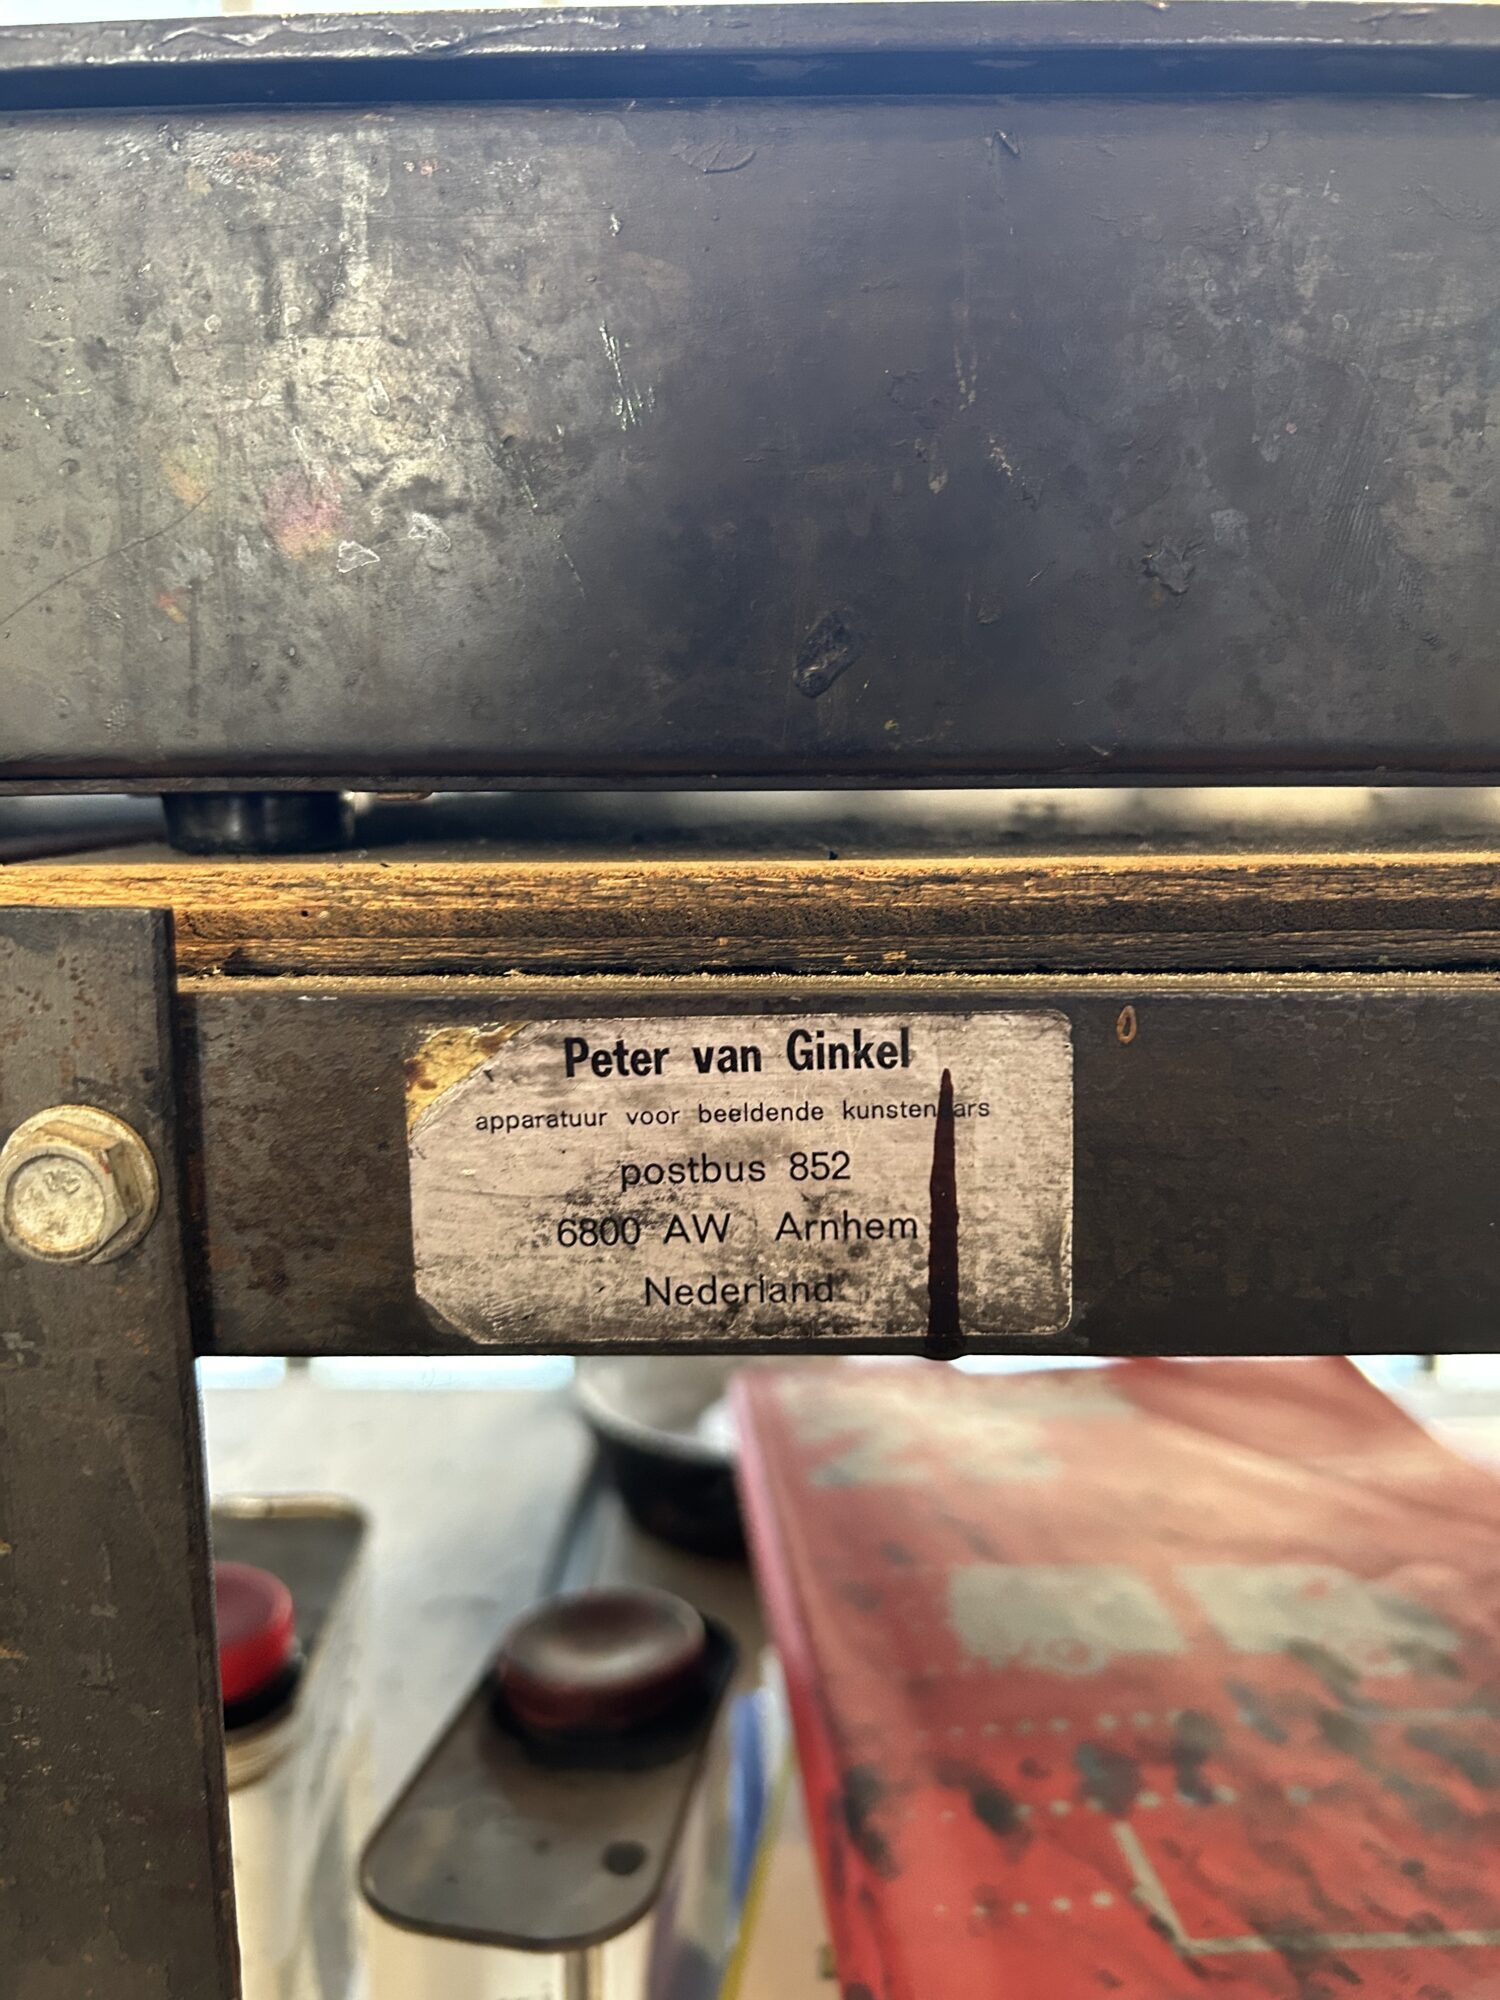 Peter van Ginkel
apparatuur voor beeldende kunstenaars
postbus 852
6800 AW Arnhem
Nederland